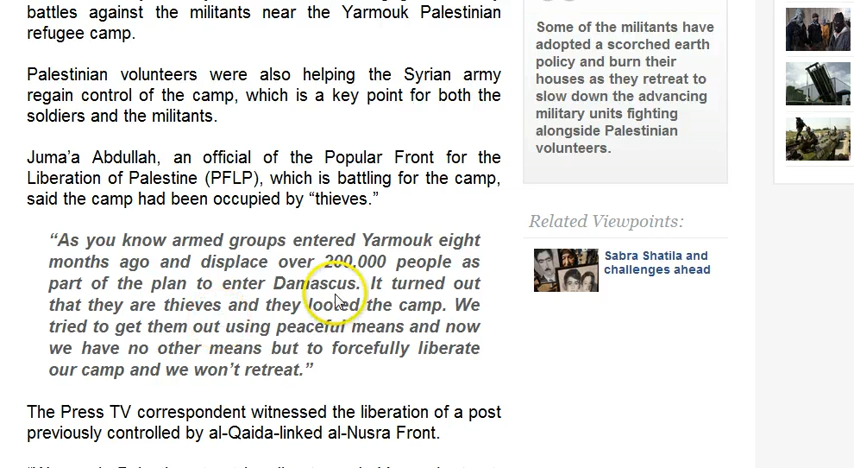 battles against the militants near the Yarmouk Palestinian
refugee camp.
Palestinian volunteers were also helping the Syrian army
regain control of the camp, which is a key point for both the
soldiers and the militants.
Juma’a Abdullah, an official of the Popular Front for the
Liberation of Palestine (PFLP), which is battling for the camp,
said the camp had been occupied by “thieves.”
“As you know armed groups entered Yarmouk eight
months ago and displace over 200,000 people as
part of the plan to enter Damascus. It turned out
that they are thieves and they looted the camp. We
tried to get them out using peaceful means and now
we have no other means but to forcefully liberate
our camp and we won’t retreat.”
The Press TV correspondent witnessed the liberation of a post
previously controlled by al-Qaida-linked al-Nusra Front.
Some of the militants have
adopted a scorched earth
policy and burn their
houses as they retreat to
slow down the advancing
military units fighting
alongside Palestinian
volunteers.
Related Viewpoints:
Sabra Shatila and
challenges ahead